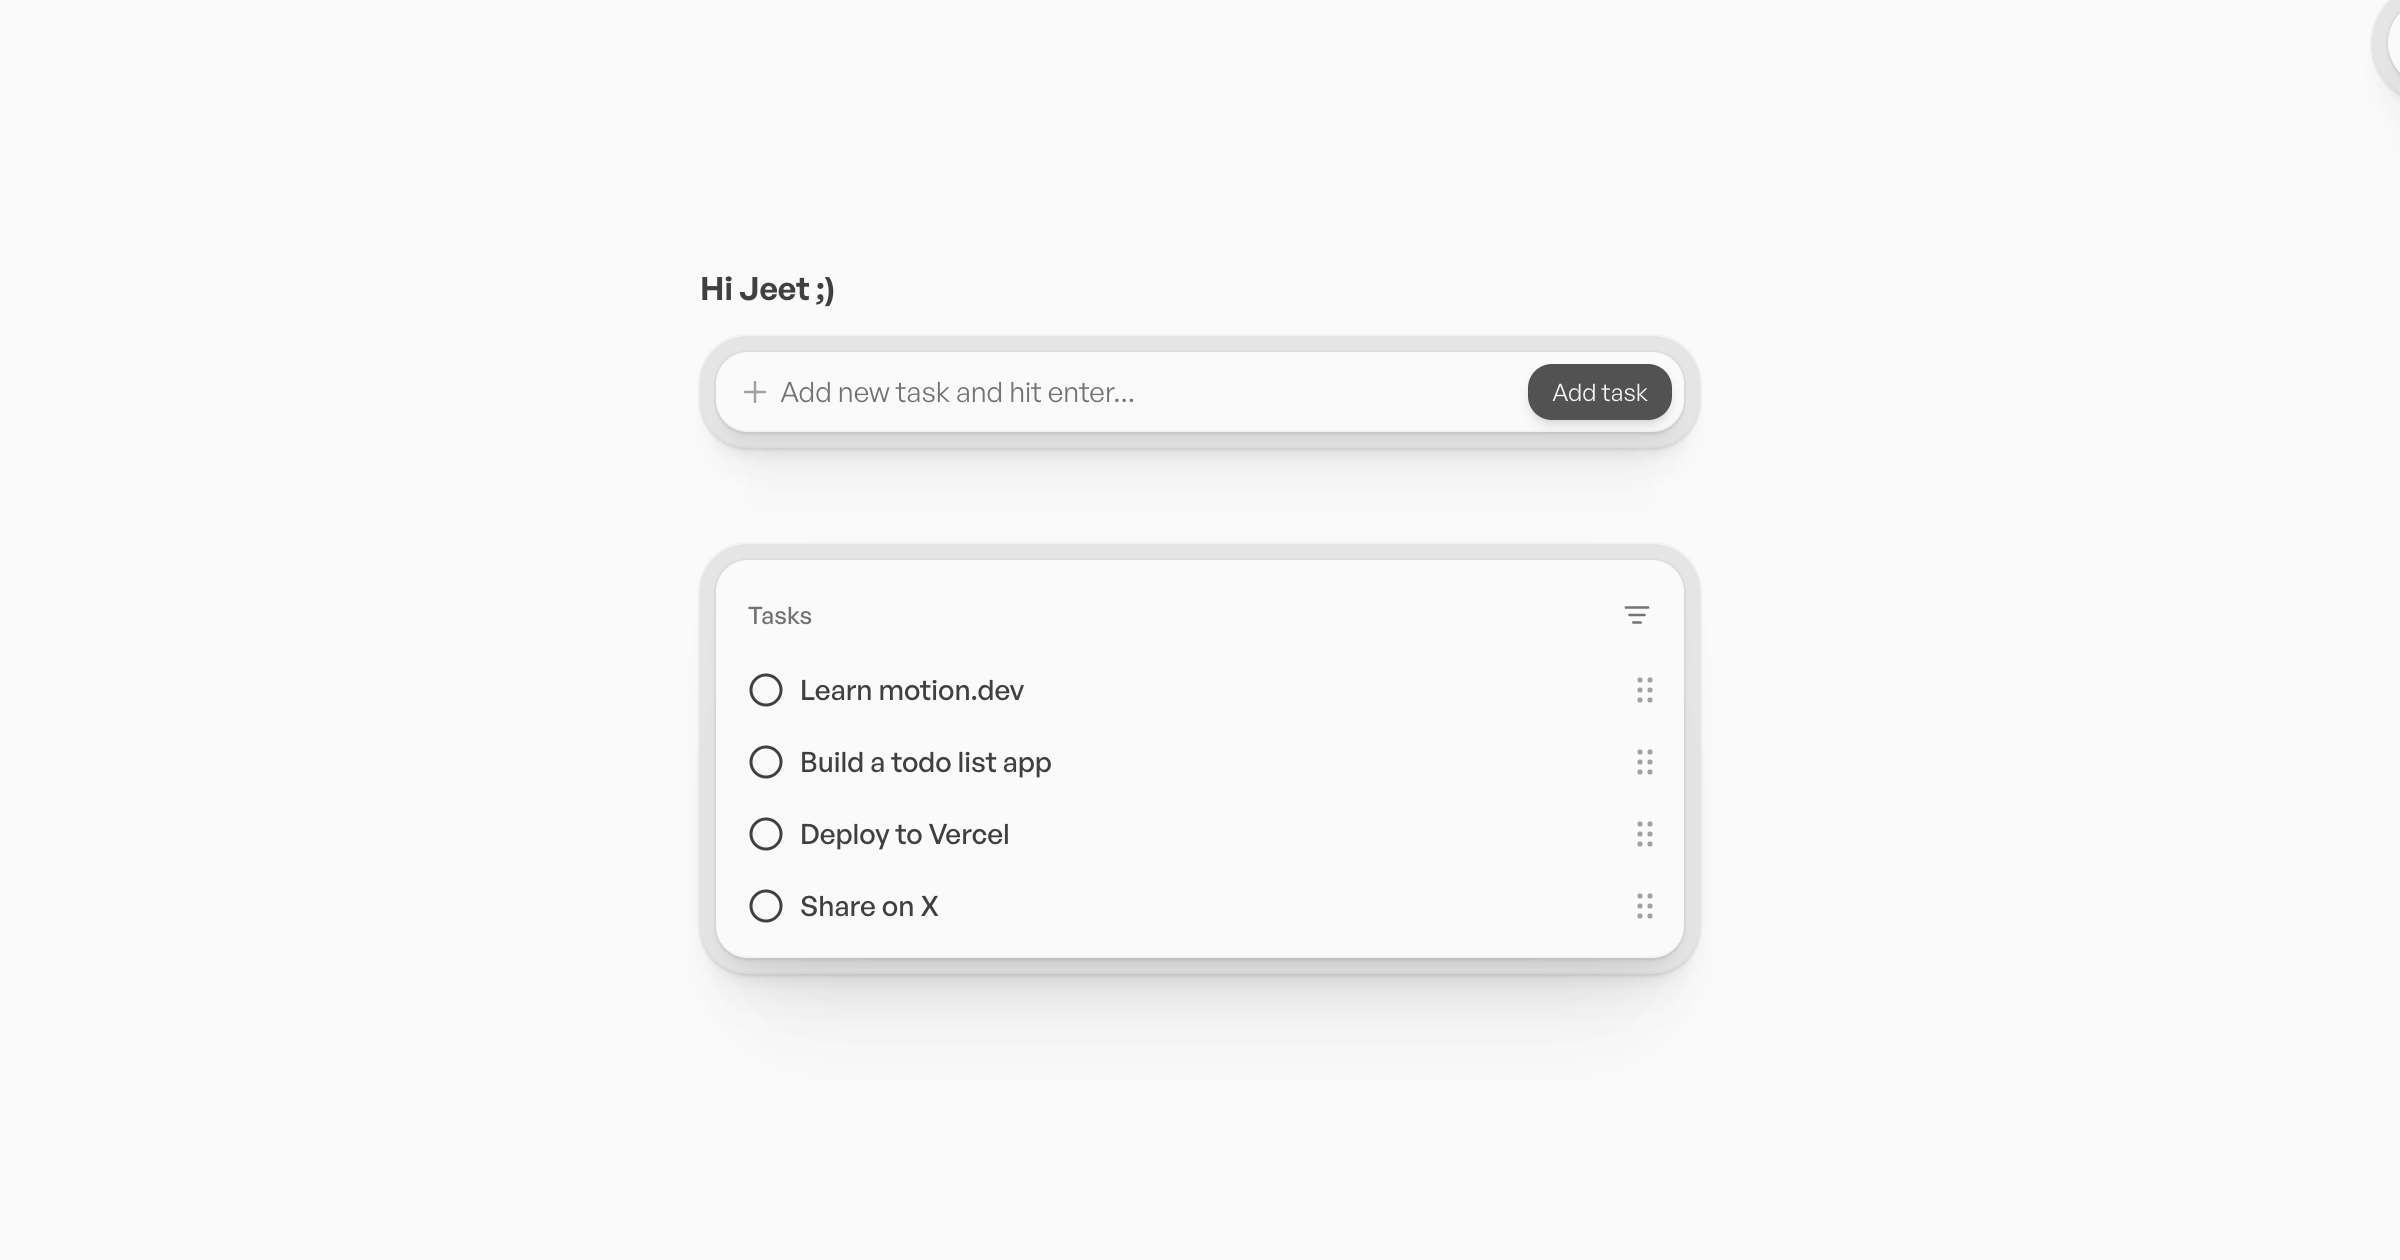 Hi Jeet ;)
Add new task and hit enter...
Add task
Tasks
Learn motion.dev
Build a todo list app
Deploy to Vercel
Share on X